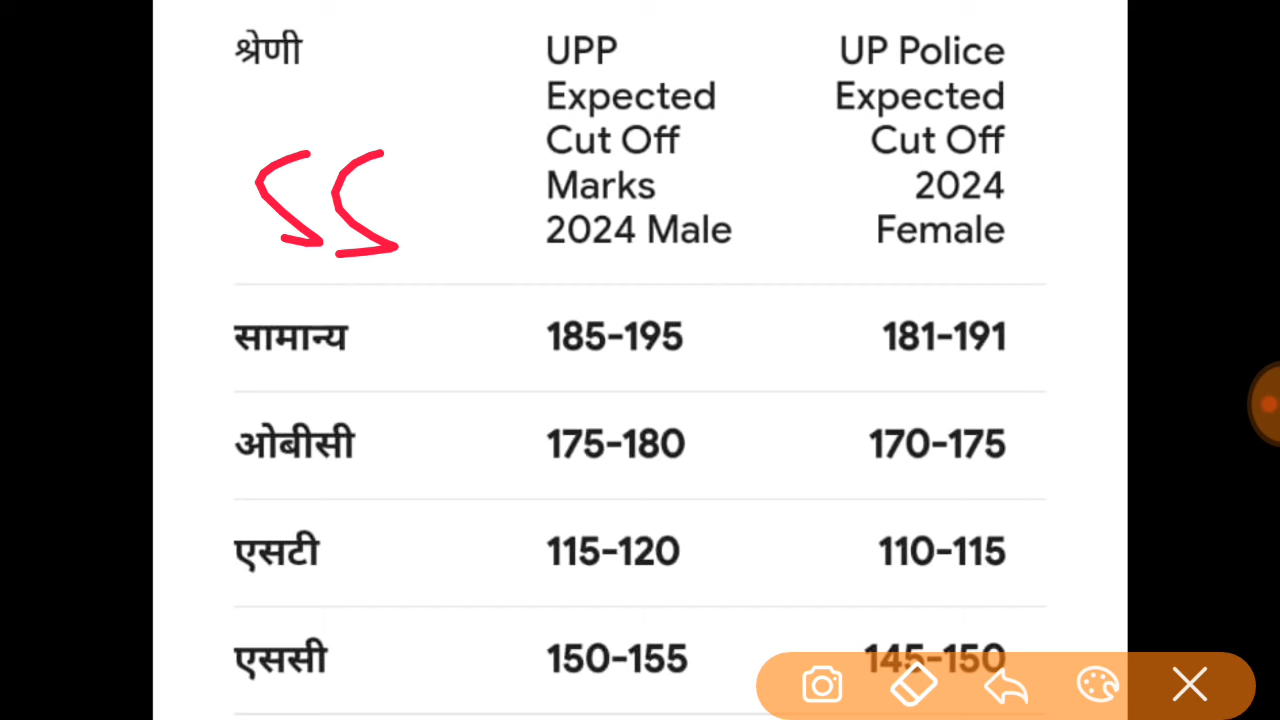 श्रेणी
UPP Expected Cut Off Marks 2024 Male
UP Police Expected Cut Off 2024 Female
सामान्य 185-195 181-191
ओबीसी 175-180 170-175
एसटी 115-120 110-115
एससी 150-155 145-150